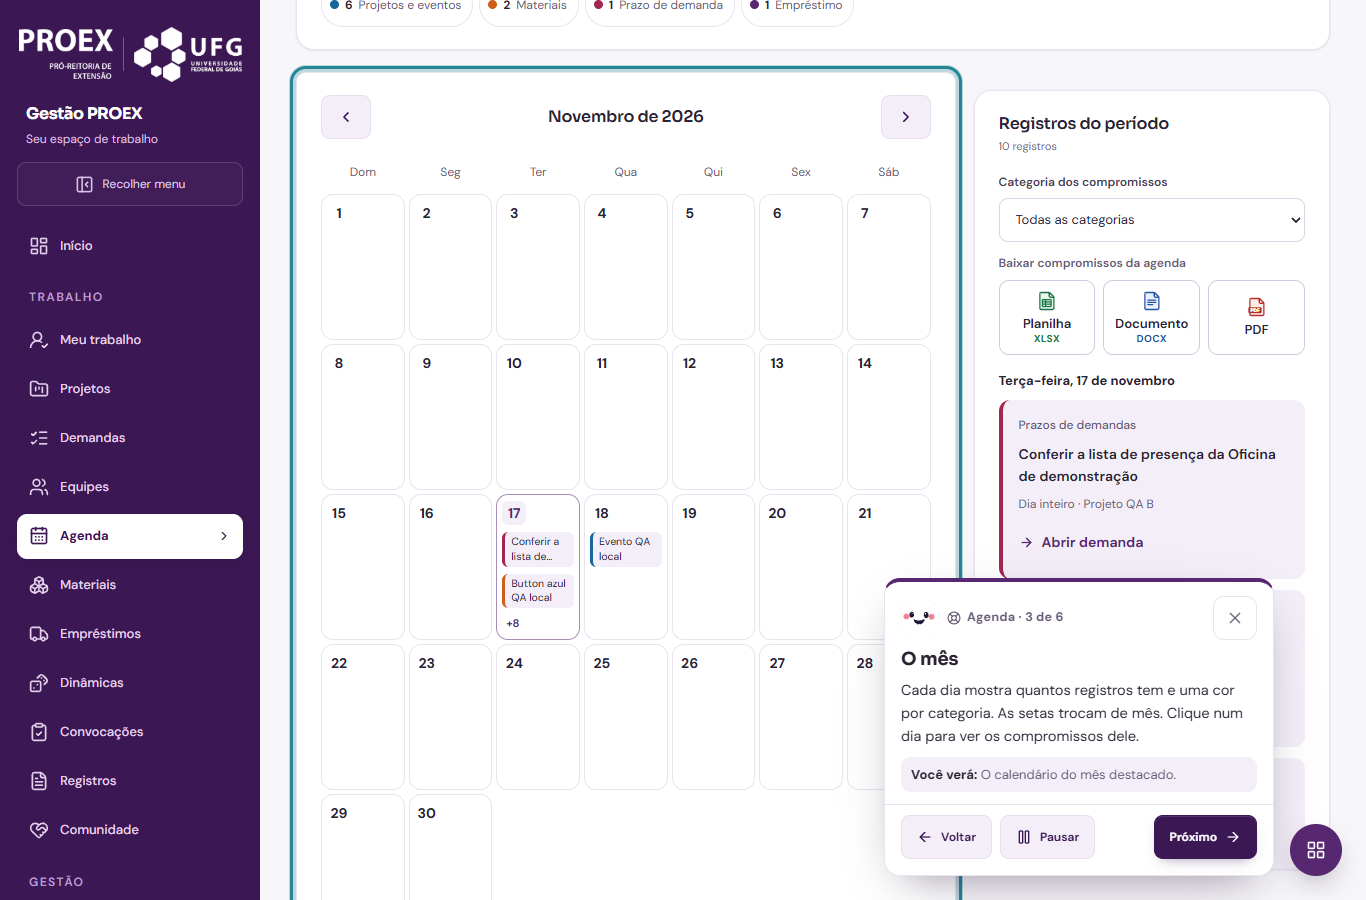 PROEX
PRÓ-REITORIA DE
EXTENSÃO
UFG
UNIVERSIDADE
FEDERAL DE GOIÁS
Gestão PROEX
Seu espaço de trabalho
Recolher menu
Início
TRABALHO
Meu trabalho
Projetos
Demandas
Equipes
Agenda
Materiais
Empréstimos
Dinâmicas
Convocações
Registros
Comunidade
GESTÃO
6 Projetos e eventos
2 Materiais
1 Prazo de demanda
1 Empréstimo
Novembro de 2026
Dom Seg Ter Qua Qui Sex Sáb
1 2 3 4 5 6 7
8 9 10 11 12 13 14
15 16 17 18 19 20 21
Conferir a
lista de...
Button azul
QA local
+8
Evento QA
local
22 23 24 25 26 27 28
29 30
Registros do período
10 registros
Categoria dos compromissos
Todas as categorias
Baixar compromissos da agenda
Planilha
XLSX
Documento
DOCX
PDF
Terça-feira, 17 de novembro
Prazos de demandas
Conferir a lista de presença da Oficina
de demonstração
Dia inteiro · Projeto QA B
Abrir demanda
Agenda · 3 de 6
O mês
Cada dia mostra quantos registros tem e uma cor
por categoria. As setas trocam de mês. Clique num
dia para ver os compromissos dele.
Você verá: O calendário do mês destacado.
Voltar
Pausar
Próximo